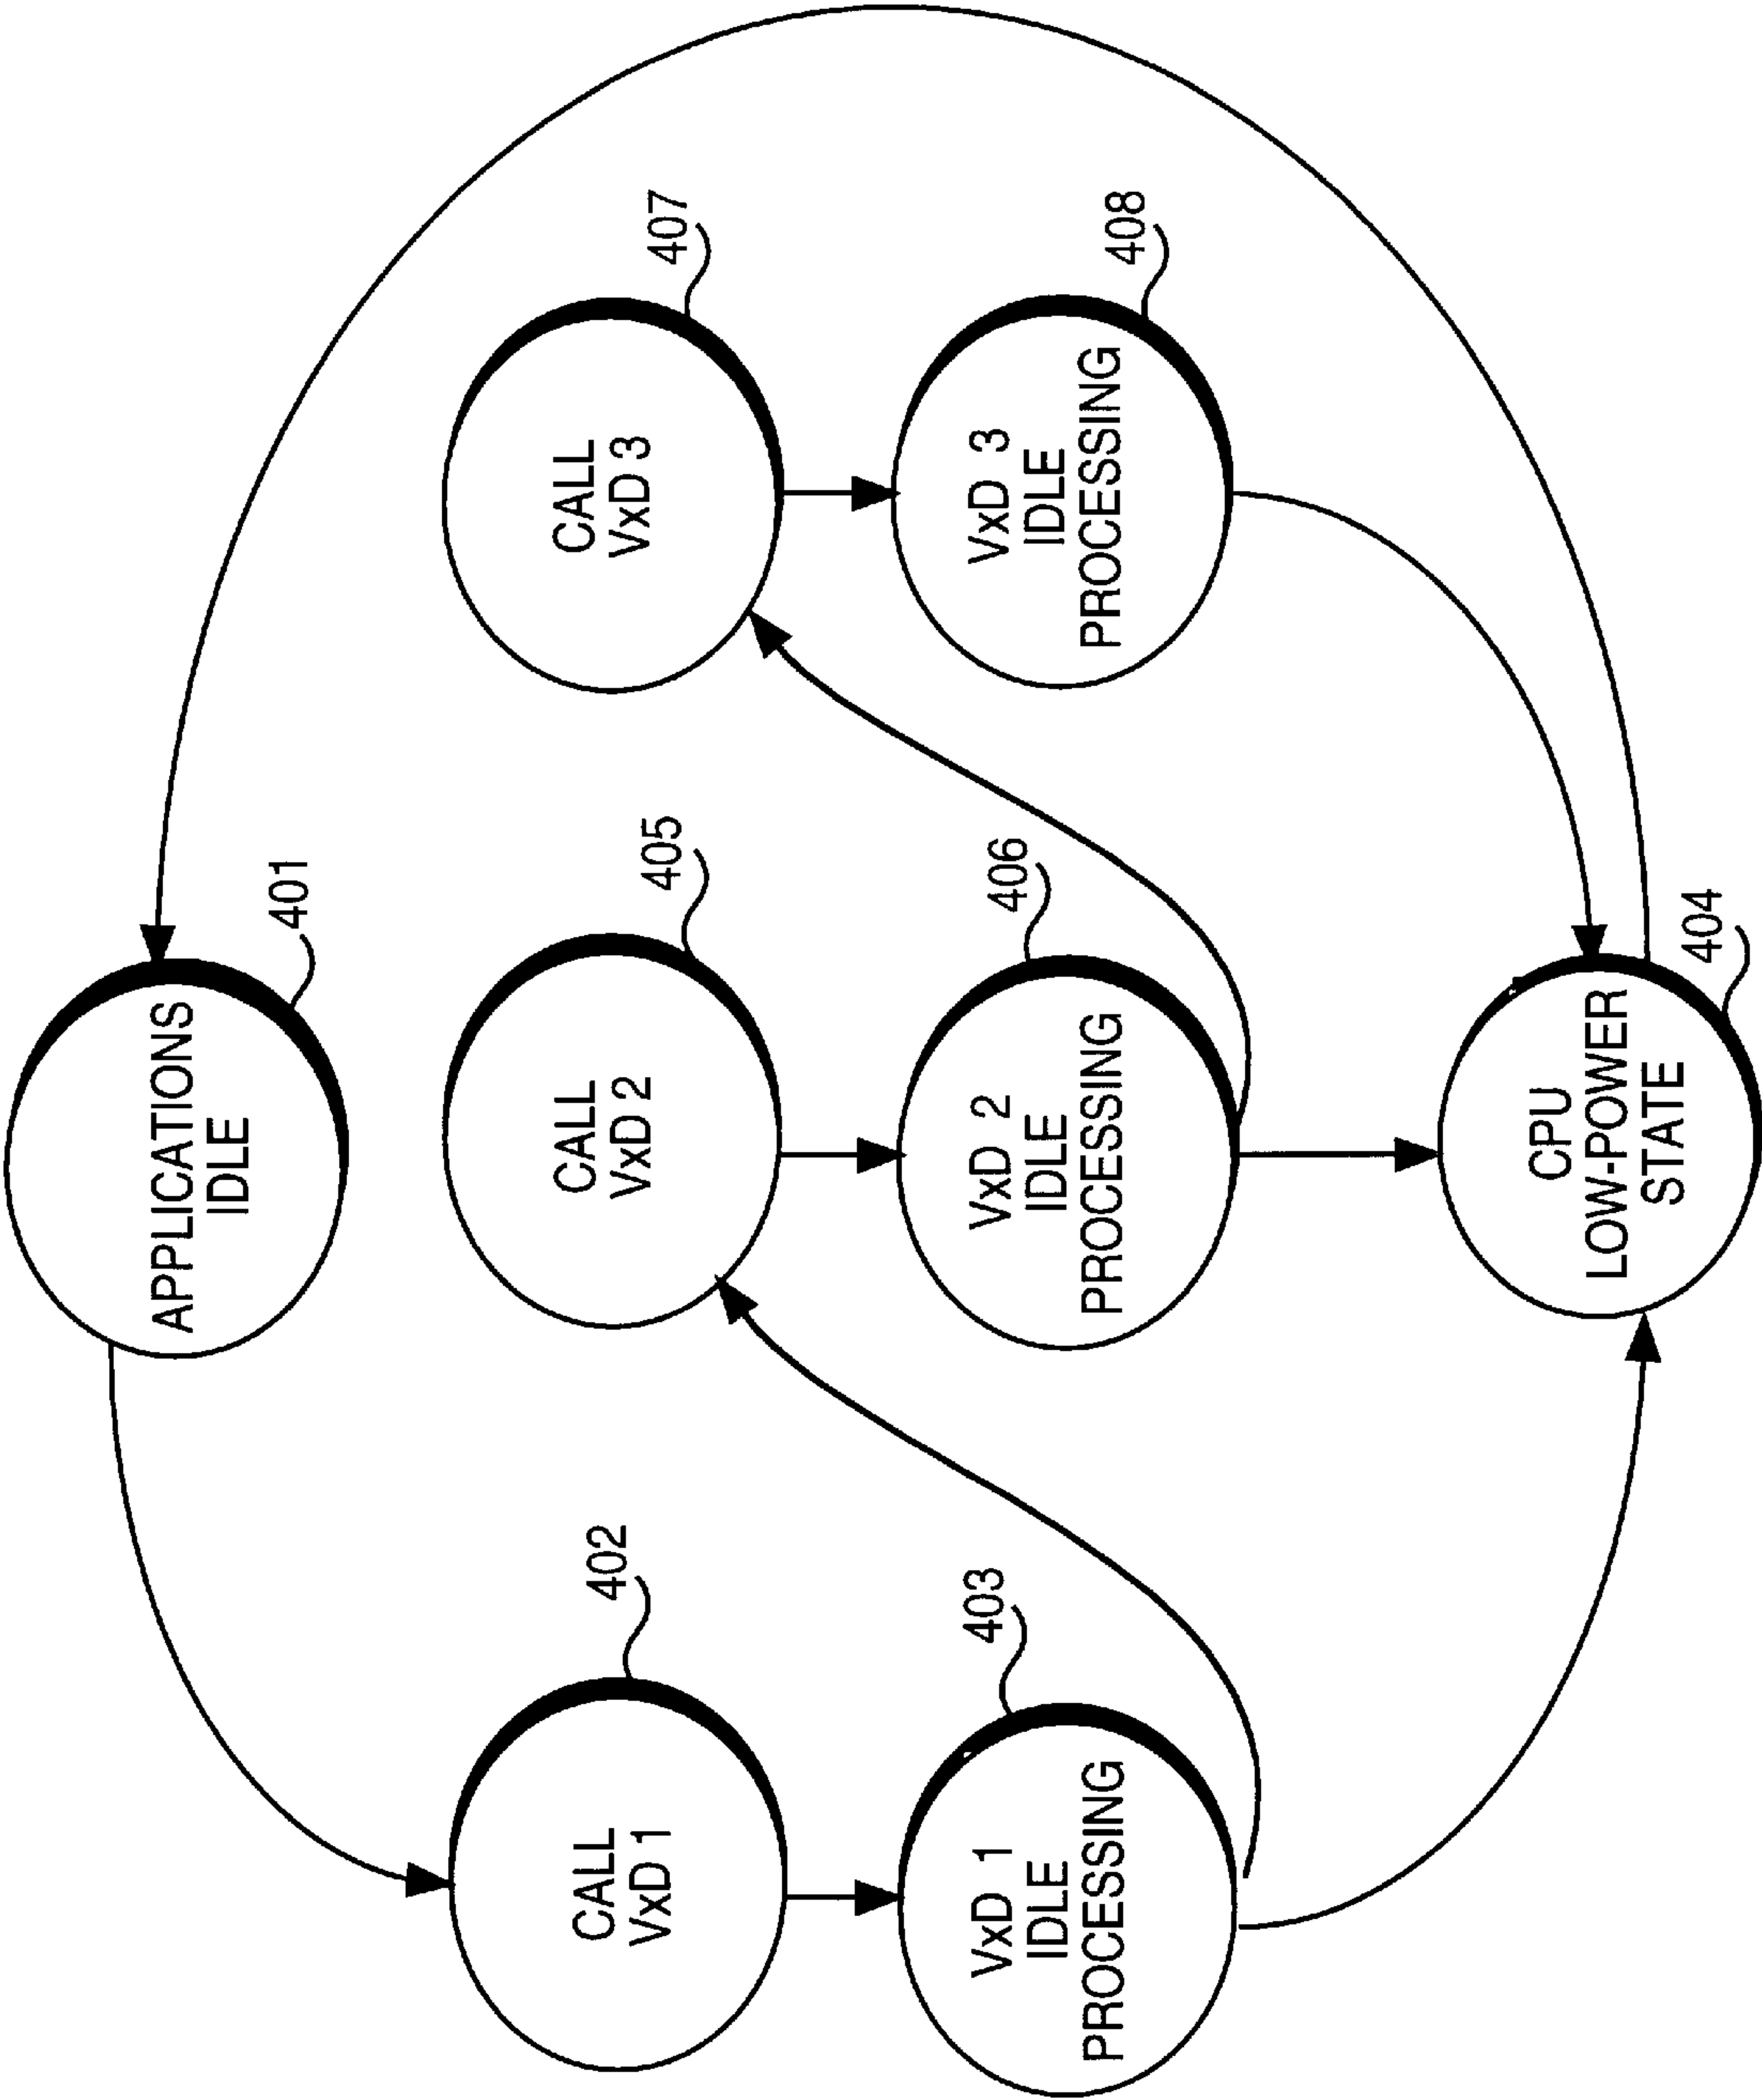 APPLICATIONS
IDLE
401
CALL
VxD 1
402
CALL
VxD 2
405
CALL
VxD 3
407
VxD 1
IDLE
PROCESSING
403
VxD 2
IDLE
PROCESSING
406
VxD 3
IDLE
PROCESSING
408
CPU
LOW-POWER
STATE
404